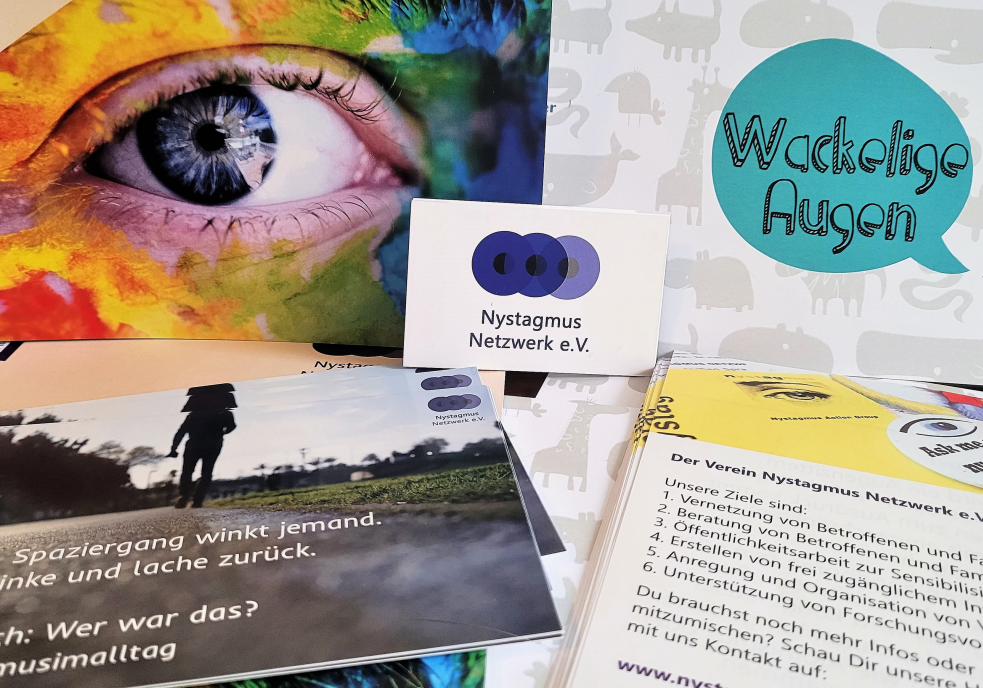 Wackelige
Augen
Nystagmus
Netzwerk e.V.
Nystagmus
Netzwerk e.V.
Spaziergang winkt jemand.
inke und lache zurück.
ch: Wer war das?
musimalltag
Nystagmus Action Group
Ask me
Der Verein Nystagmus Netzwerk e.V
Unsere Ziele sind:
1. Vernetzung von Betroffenen und Fa
2. Beratung von Betroffenen und Fam
3. Öffentlichkeitsarbeit zur Sensibilisi
4. Erstellen von frei zugänglichem In
5. Anregung und Organisation von V
6. Unterstützung von Forschungsvo
Du brauchst noch mehr Infos oder
mitzumischen? Schau Dir unsere H
mit uns Kontakt auf:
www.nyst